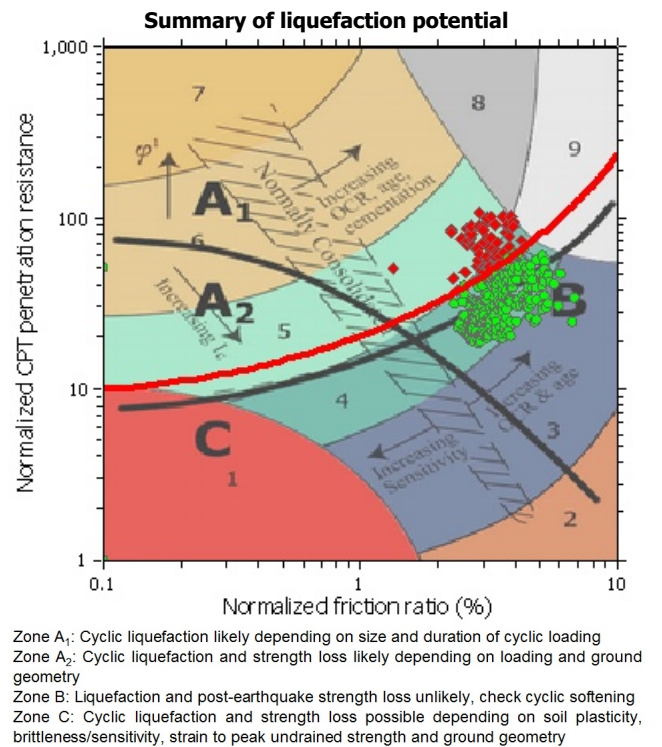 Summary of liquefaction potential
1,000
7
8
9
φ'
Increasing
OCR, age,
cementation
Normally Consolid
A1
100
6
A2
Increasing
B
5
10
4
Increasing
OCR & age
3
C
Increasing
Sensitivity
1
2
1
0.1
1
10
Normalized CPT penetration resistance
Normalized friction ratio (%)
Zone A1: Cyclic liquefaction likely depending on size and duration of cyclic loading
Zone A2: Cyclic liquefaction and strength loss likely depending on loading and ground
geometry
Zone B: Liquefaction and post-earthquake strength loss unlikely, check cyclic softening
Zone C: Cyclic liquefaction and strength loss possible depending on soil plasticity,
brittleness/sensitivity, strain to peak undrained strength and ground geometry